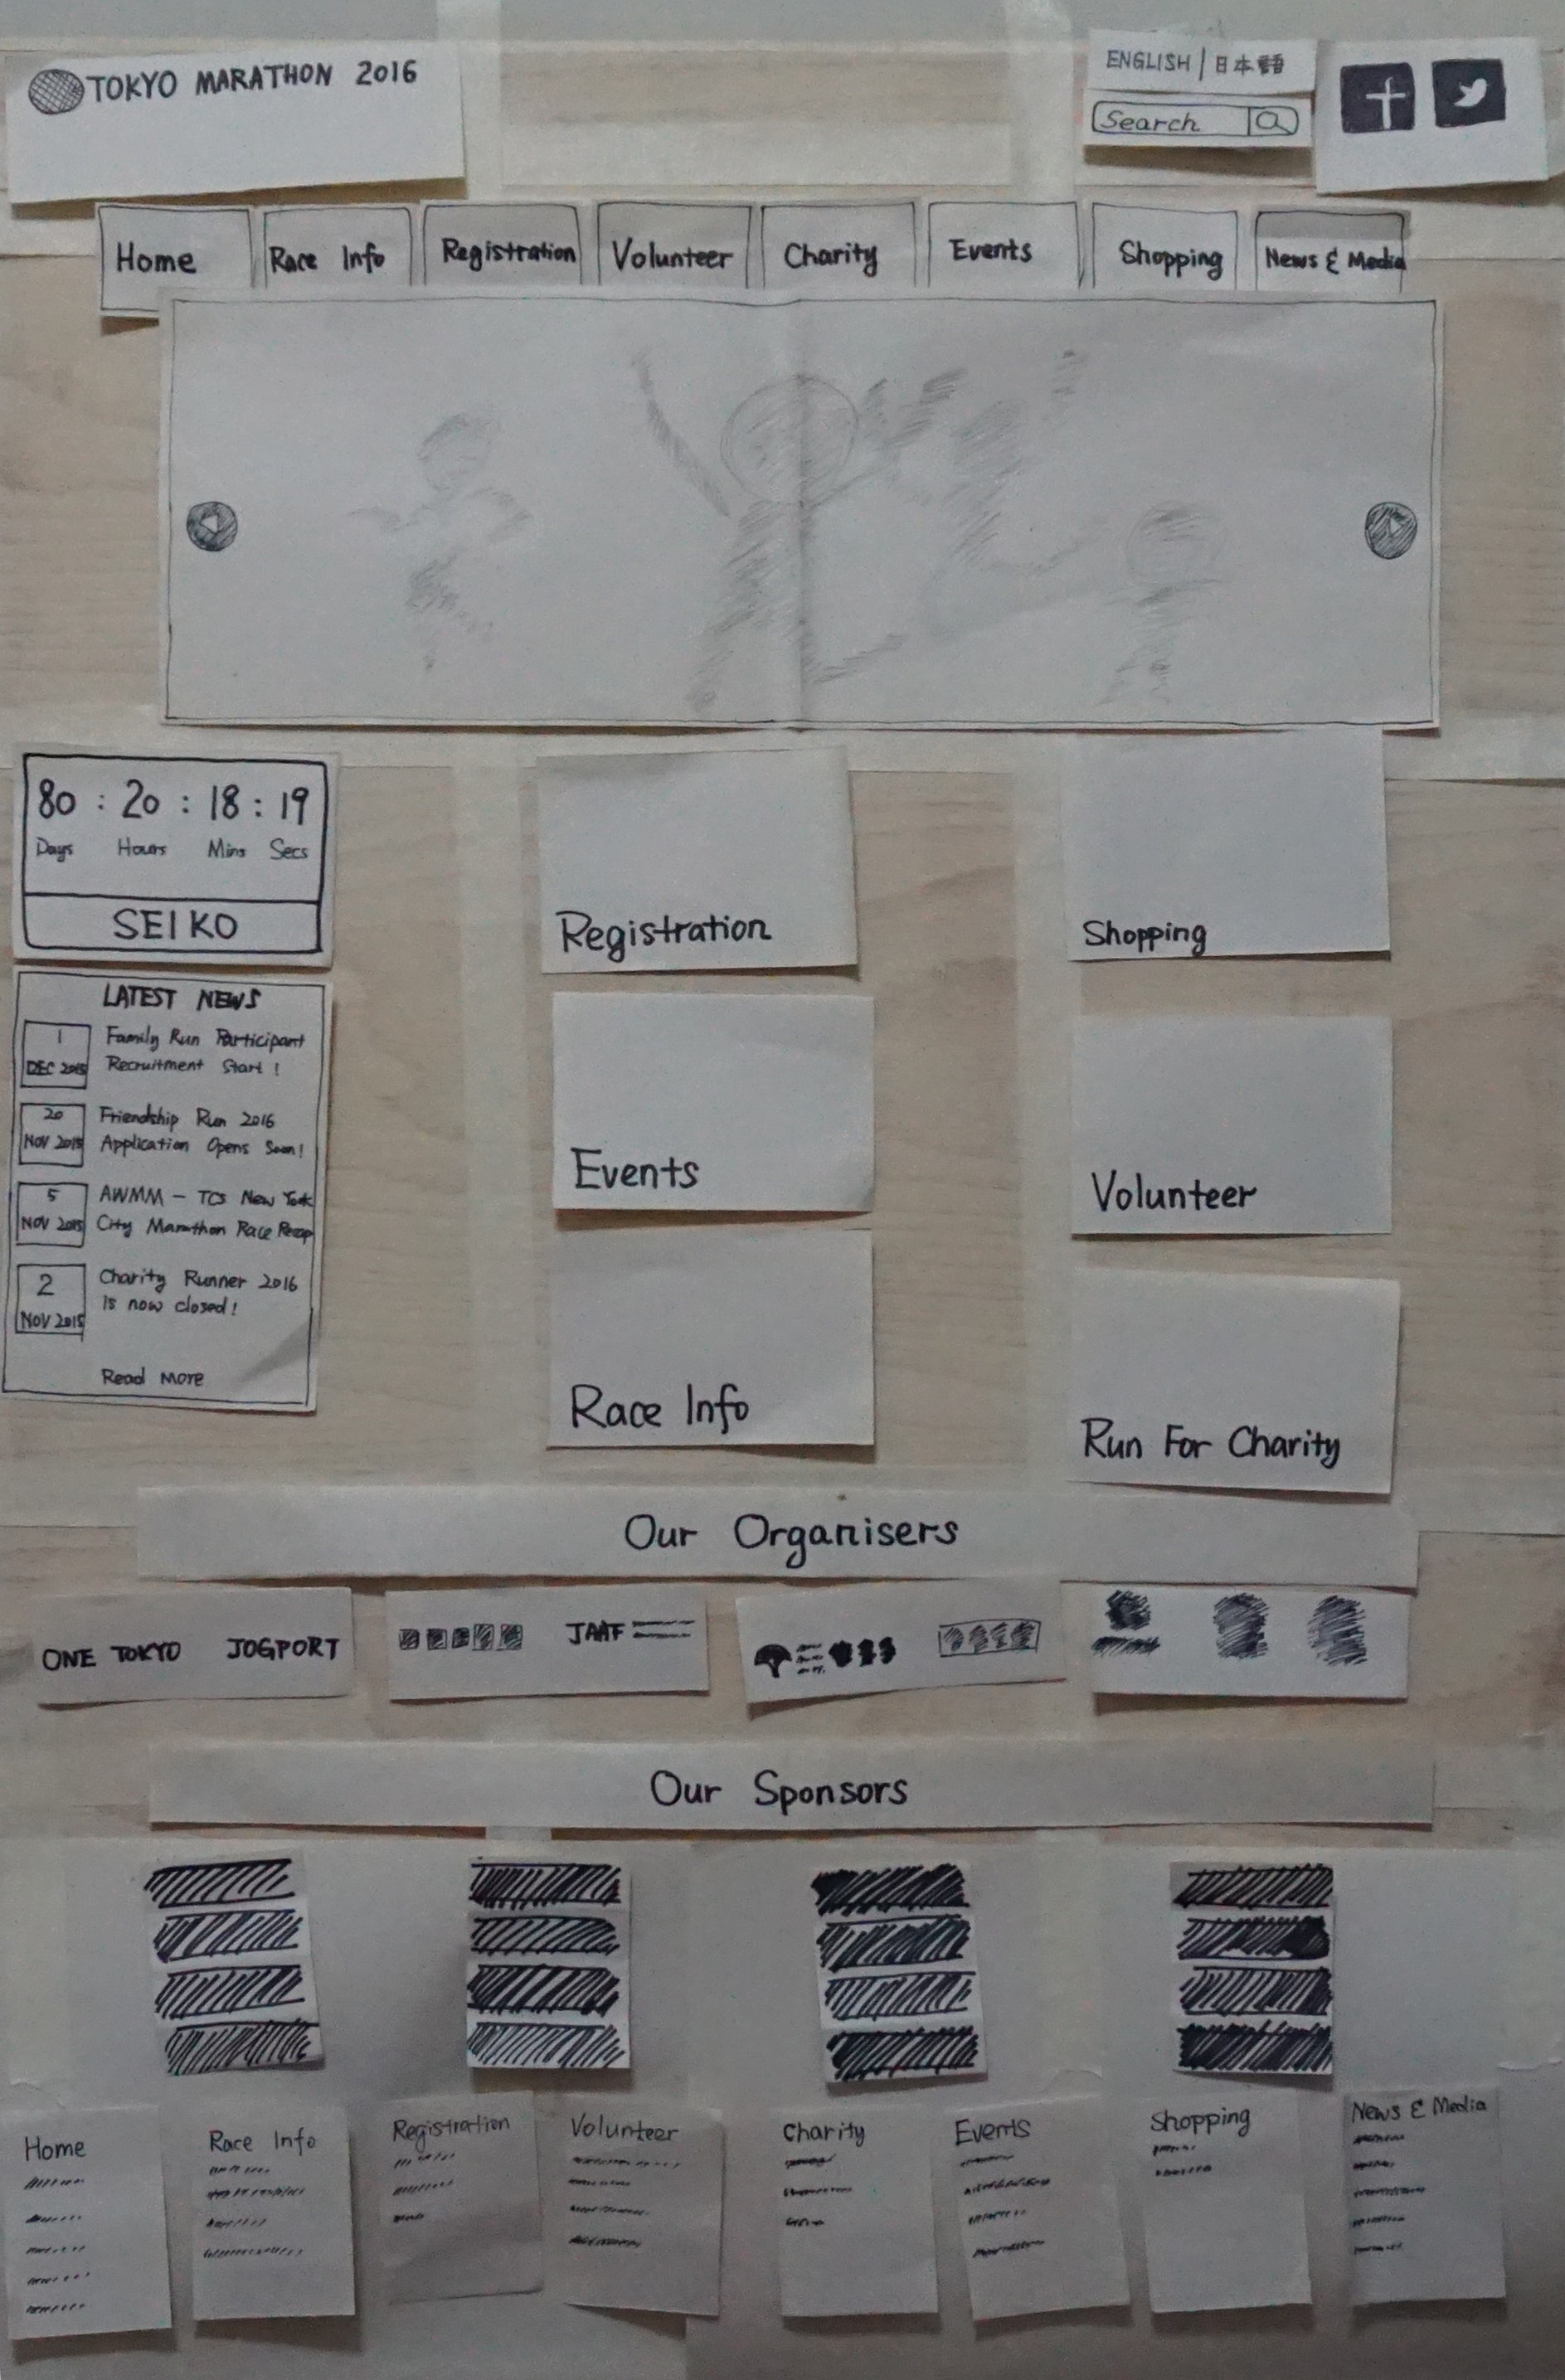 TOKYO MARATHON 2016
ENGLISH | 日本語
Search
Home
Race Info
Registration
Volunteer
Charity
Events
Shopping
News & Media
80 : 20 : 18 : 19
Days Hours Mins Secs
SEIKO
LATEST NEWS
1
DEC 2015
Family Run Participant
Recruitment Start !
20
NOV 2015
Friendship Run 2016
Application Opens Soon!
5
NOV 2015
AWMM - TCS New York
City Marathon Race Recap
2
NOV 2015
Charity Runner 2016
is now closed!
Read More
Registration
Shopping
Events
Volunteer
Race Info
Run For Charity
Our Organisers
ONE TOKYO JOGPORT
JAAF
Our Sponsors
Home
Race Info
Registration
Volunteer
Charity
Events
Shopping
News & Media